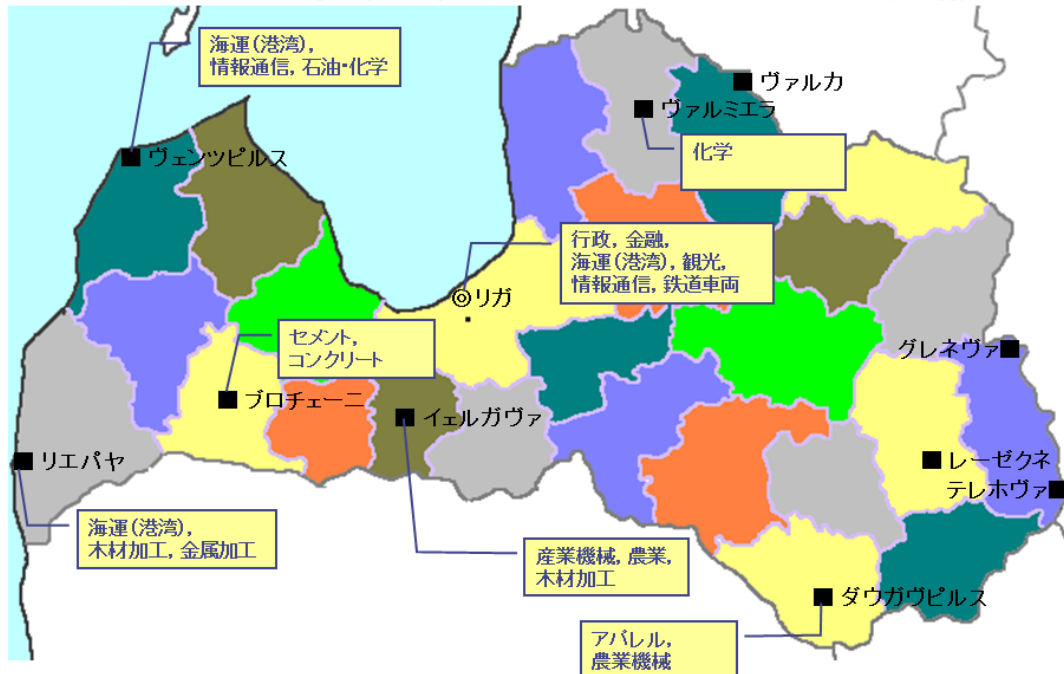 海運(港湾),
情報通信, 石油・化学
ヴァルカ
ヴァルミエラ
化学
ヴェンツピルス
行政, 金融,
海運(港湾), 観光,
情報通信, 鉄道車両
リガ
セメント,
コンクリート
グレネヴァ
ブロチェーニ
イェルガヴァ
リエパヤ
レーゼクネ
テレホヴァ
海運(港湾),
木材加工, 金属加工
産業機械, 農業,
木材加工
ダウガヴピルス
アパレル,
農業機械